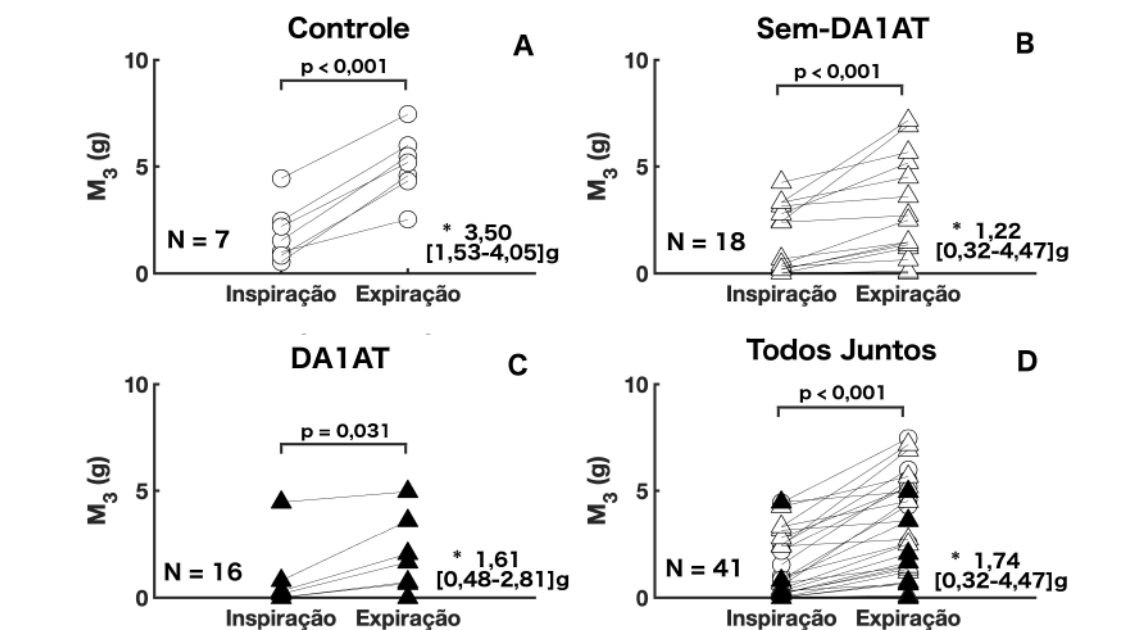 Controle
A
10
p < 0,001
M3 (g)
5
N = 7
* 3,50
[1,53-4,05]g
0
Inspiração Expiração
Sem-DA1AT
B
10
p < 0,001
M3 (g)
5
N = 18
* 1,22
[0,32-4,47]g
0
Inspiração Expiração
DA1AT
C
10
p = 0,031
M3 (g)
5
N = 16
* 1,61
[0,48-2,81]g
0
Inspiração Expiração
Todos Juntos
D
10
p < 0,001
M3 (g)
5
N = 41
* 1,74
[0,32-4,47]g
0
Inspiração Expiração